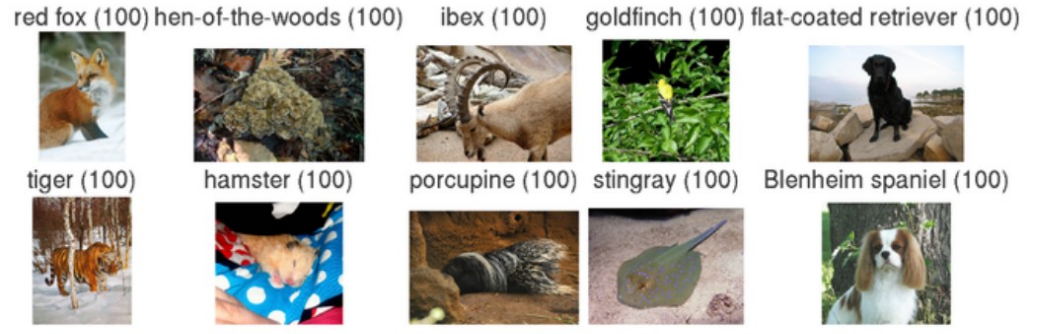 red fox (100) hen-of-the-woods (100) ibex (100) goldfinch (100) flat-coated retriever (100)
tiger (100) hamster (100) porcupine (100) stingray (100) Blenheim spaniel (100)